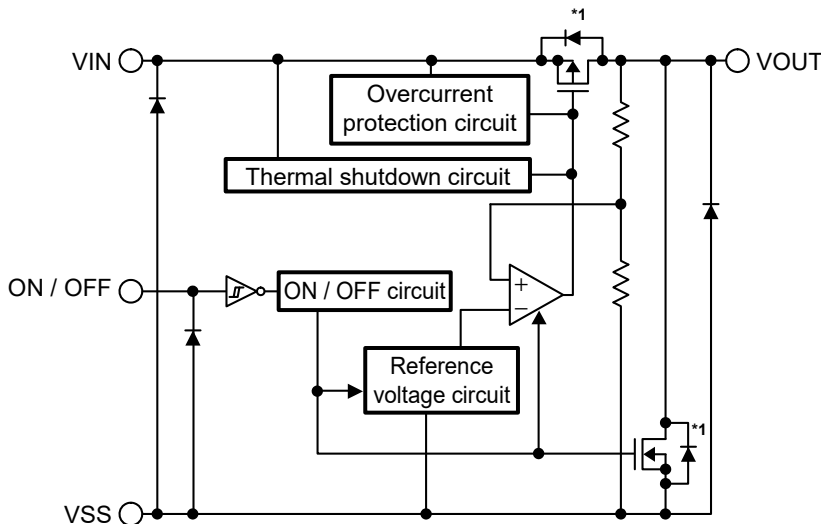 *1
VIN
VOUT
Overcurrent
protection circuit
Thermal shutdown circuit
ON / OFF
ON / OFF circuit
+
−
Reference
voltage circuit
*1
VSS